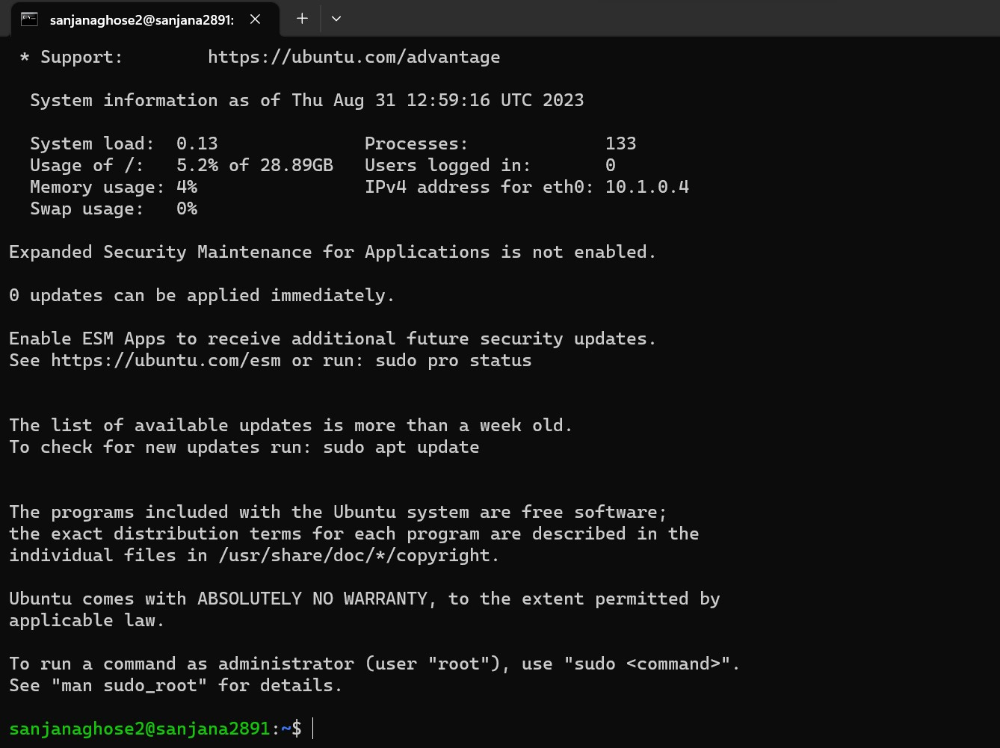 sanjanaghose2@sanjana2891:
* Support:        https://ubuntu.com/advantage
System information as of Thu Aug 31 12:59:16 UTC 2023
System load:  0.13              Processes:             133
Usage of /:   5.2% of 28.89GB   Users logged in:       0
Memory usage: 4%                IPv4 address for eth0: 10.1.0.4
Swap usage:   0%
Expanded Security Maintenance for Applications is not enabled.
0 updates can be applied immediately.
Enable ESM Apps to receive additional future security updates.
See https://ubuntu.com/esm or run: sudo pro status
The list of available updates is more than a week old.
To check for new updates run: sudo apt update
The programs included with the Ubuntu system are free software;
the exact distribution terms for each program are described in the
individual files in /usr/share/doc/*/copyright.
Ubuntu comes with ABSOLUTELY NO WARRANTY, to the extent permitted by
applicable law.
To run a command as administrator (user "root"), use "sudo <command>".
See "man sudo_root" for details.
sanjanaghose2@sanjana2891:~$